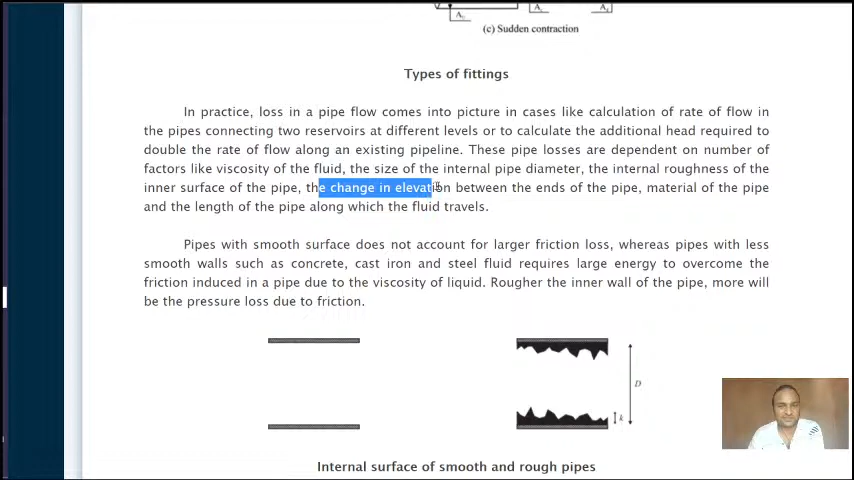 A₀
(c) Sudden contraction
Types of fittings
In practice, loss in a pipe flow comes into picture in cases like calculation of rate of flow in
the pipes connecting two reservoirs at different levels or to calculate the additional head required to
double the rate of flow along an existing pipeline. These pipe losses are dependent on number of
factors like viscosity of the fluid, the size of the internal pipe diameter, the internal roughness of the
inner surface of the pipe, the change in elevation between the ends of the pipe, material of the pipe
and the length of the pipe along which the fluid travels.
Pipes with smooth surface does not account for larger friction loss, whereas pipes with less
smooth walls such as concrete, cast iron and steel fluid requires large energy to overcome the
friction induced in a pipe due to the viscosity of liquid. Rougher the inner wall of the pipe, more will
be the pressure loss due to friction.
D
k
Internal surface of smooth and rough pipes